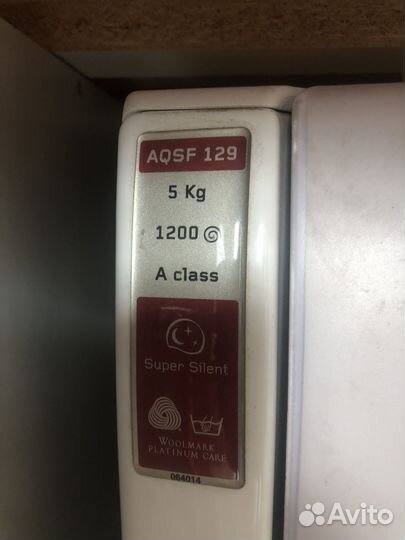 AQSF 129
5 Kg
1200
A class
Super Silent
WOOLMARK
PLATINUM CARE
064014
Avito